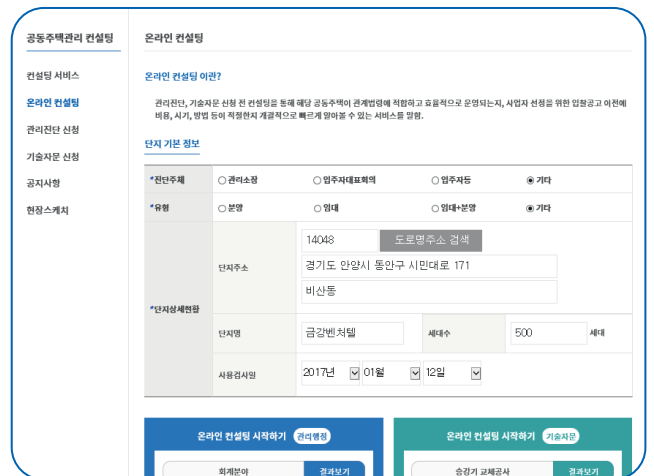 공동주택관리 컨설팅
컨설팅 서비스
온라인 컨설팅
관리진단 신청
기술자문 신청
공지사항
현장스케치
온라인 컨설팅
온라인 컨설팅 이란?
관리진단, 기술자문 신청 전 컨설팅을 통해 해당 공동주택이 관계법령에 적합하고 효율적으로 운영되는지, 사업자 선정을 위한 입찰공고 이전에
비용, 시기, 방법 등이 적절한지 개괄적으로 빠르게 알아볼 수 있는 서비스를 말함.
단지 기본 정보
*진단주체 관리소장 입주자대표회의 입주자등 기타
*유형 분양 임대 임대+분양 기타
*단지상세현황
단지주소
14048 도로명주소 검색
경기도 안양시 동안구 시민대로 171
비산동
단지명 금강벤처텔 세대수 500 세대
사용검사일 2017년 01월 12일
온라인 컨설팅 시작하기 관리행정
회계분야 결과보기
온라인 컨설팅 시작하기 기술자문
승강기 교체공사 결과보기